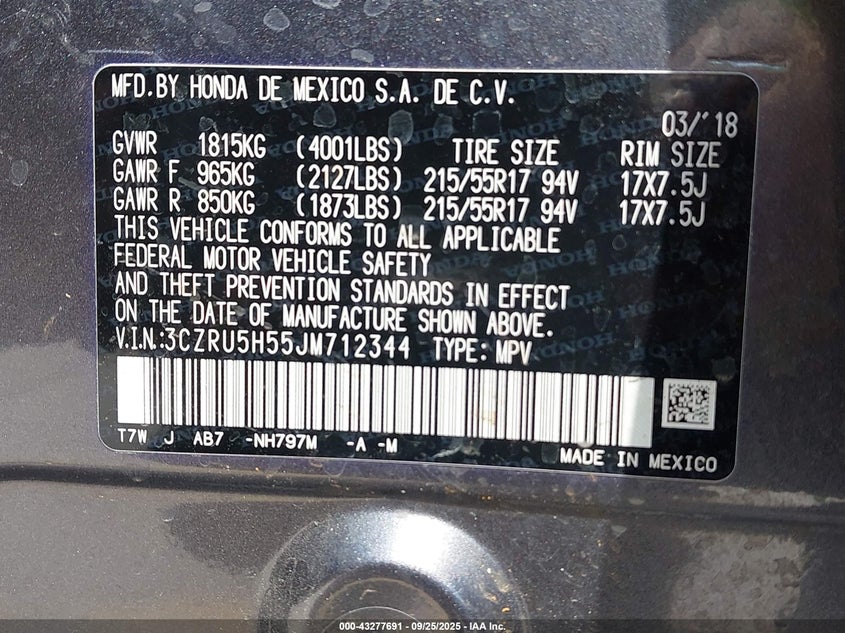 MFD.BY HONDA DE MEXICO S.A. DE C.V.
03/'18
GVWR 1815KG (4001LBS) TIRE SIZE RIM SIZE
GAWR F 965KG (2127LBS) 215/55R17 94V 17X7.5J
GAWR R 850KG (1873LBS) 215/55R17 94V 17X7.5J
THIS VEHICLE CONFORMS TO ALL APPLICABLE
FEDERAL MOTOR VEHICLE SAFETY
AND THEFT PREVENTION STANDARDS IN EFFECT
ON THE DATE OF MANUFACTURE SHOWN ABOVE.
V.I.N.:3CZRU5H55JM712344 TYPE: MPV
T7W J AB7 -NH797M -A -M
MADE IN MEXICO
000-43277691 - 09/25/2025 - IAA Inc.